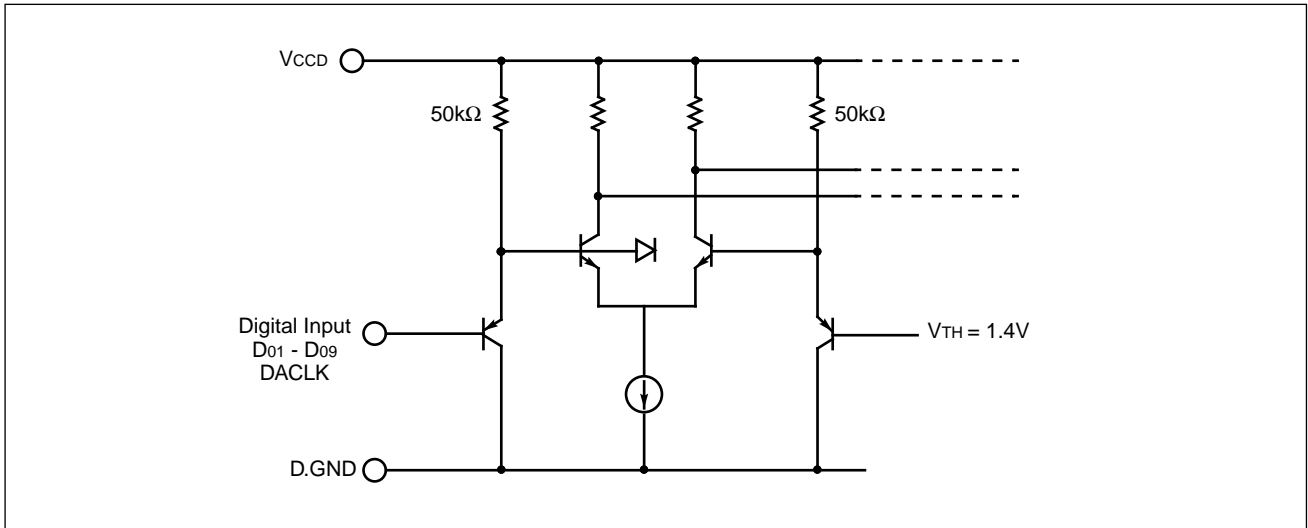 VCCD
50kΩ
50kΩ
Digital Input
D01 - D09
DACLK
VTH = 1.4V
D.GND